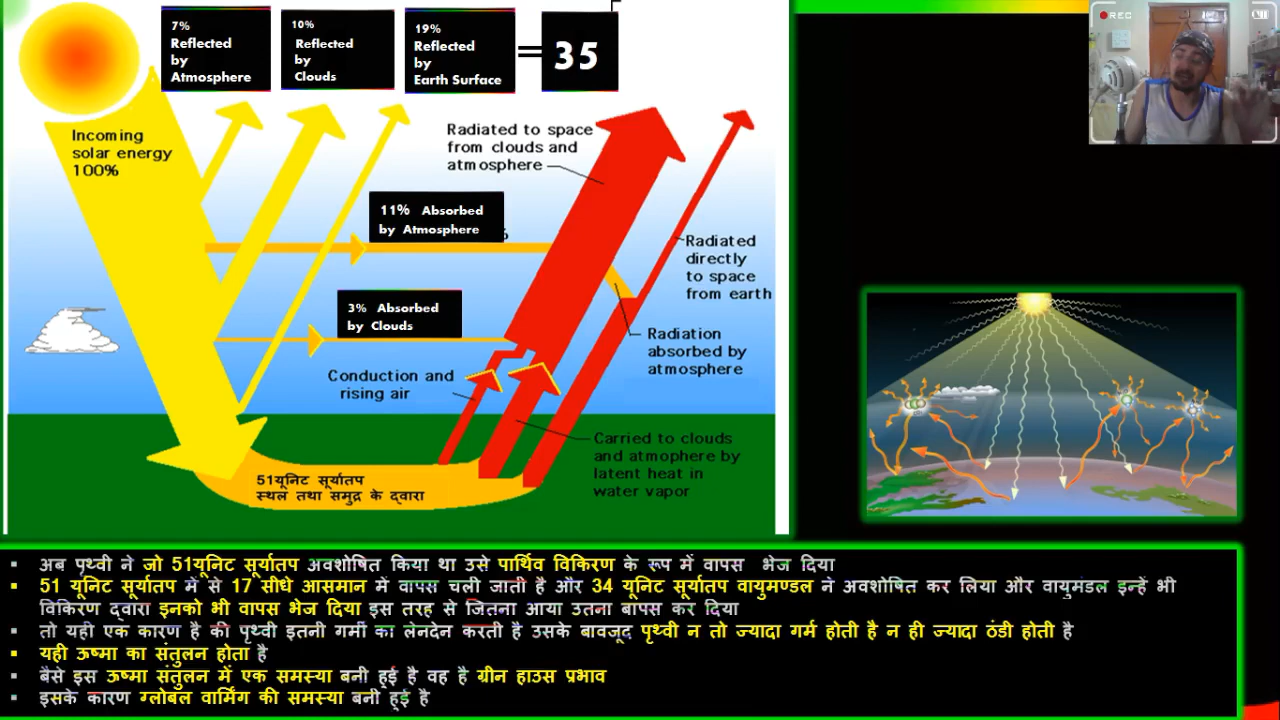 7%
Reflected
by
Atmosphere
10%
Reflected
by
Clouds
19%
Reflected
by
Earth Surface
=
35
REC
Incoming
solar energy
100%
Radiated to space
from clouds and
atmosphere
11% Absorbed
by Atmosphere
%
Radiated
directly
to space
from earth
3% Absorbed
by Clouds
Radiation
absorbed by
atmosphere
Conduction and
rising air
Carried to clouds
and atmophere by
latent heat in
water vapor
51यूनिट सूर्यातप
स्थल तथा समुद्र के द्वारा
अब पृथ्वी ने जो 51यूनिट सूर्यातप अवशोषित किया था उसे पार्थिव विकिरण के रूप में वापस भेज दिया
51 यूनिट सूर्यातप में से 17 सीधे आसमान में वापस चली जाती है और 34 यूनिट सूर्यातप वायुमण्डल ने अवशोषित कर लिया और वायुमंडल इन्हें भी
विकिरण द्वारा इनको भी वापस भेज दिया इस तरह से जितना आया उतना बापस कर दिया
तो यही एक कारण है की पृथ्वी इतनी गर्मी का लेनदेन करती है उसके बावजूद पृथ्वी न तो ज्यादा गर्म होती है न ही ज्यादा ठंडी होती है
यही ऊष्मा का संतुलन होता है
बैसे इस ऊष्मा संतुलन में एक समस्या बनी हुई है वह है ग्रीन हाउस प्रभाव
इसके कारण ग्लोबल वार्मिंग की समस्या बनी हुई है